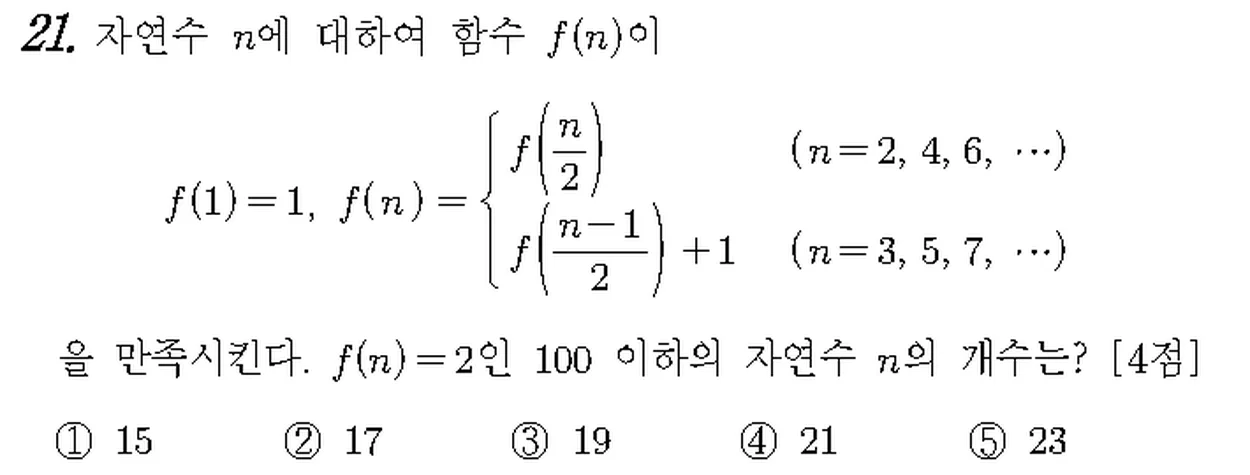 21. 자연수 n에 대하여 함수 f(n)이
f(1)=1, f(n)={ f(n/2) (n=2, 4, 6, ⋯)
f((n-1)/2)+1 (n=3, 5, 7, ⋯)
을 만족시킨다. f(n)=2인 100 이하의 자연수 n의 개수는? [4점]
① 15 ② 17 ③ 19 ④ 21 ⑤ 23